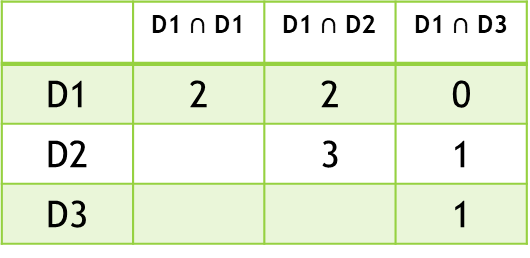 D1 ∩ D1 D1 ∩ D2 D1 ∩ D3
D1 2 2 0
D2 3 1
D3 1